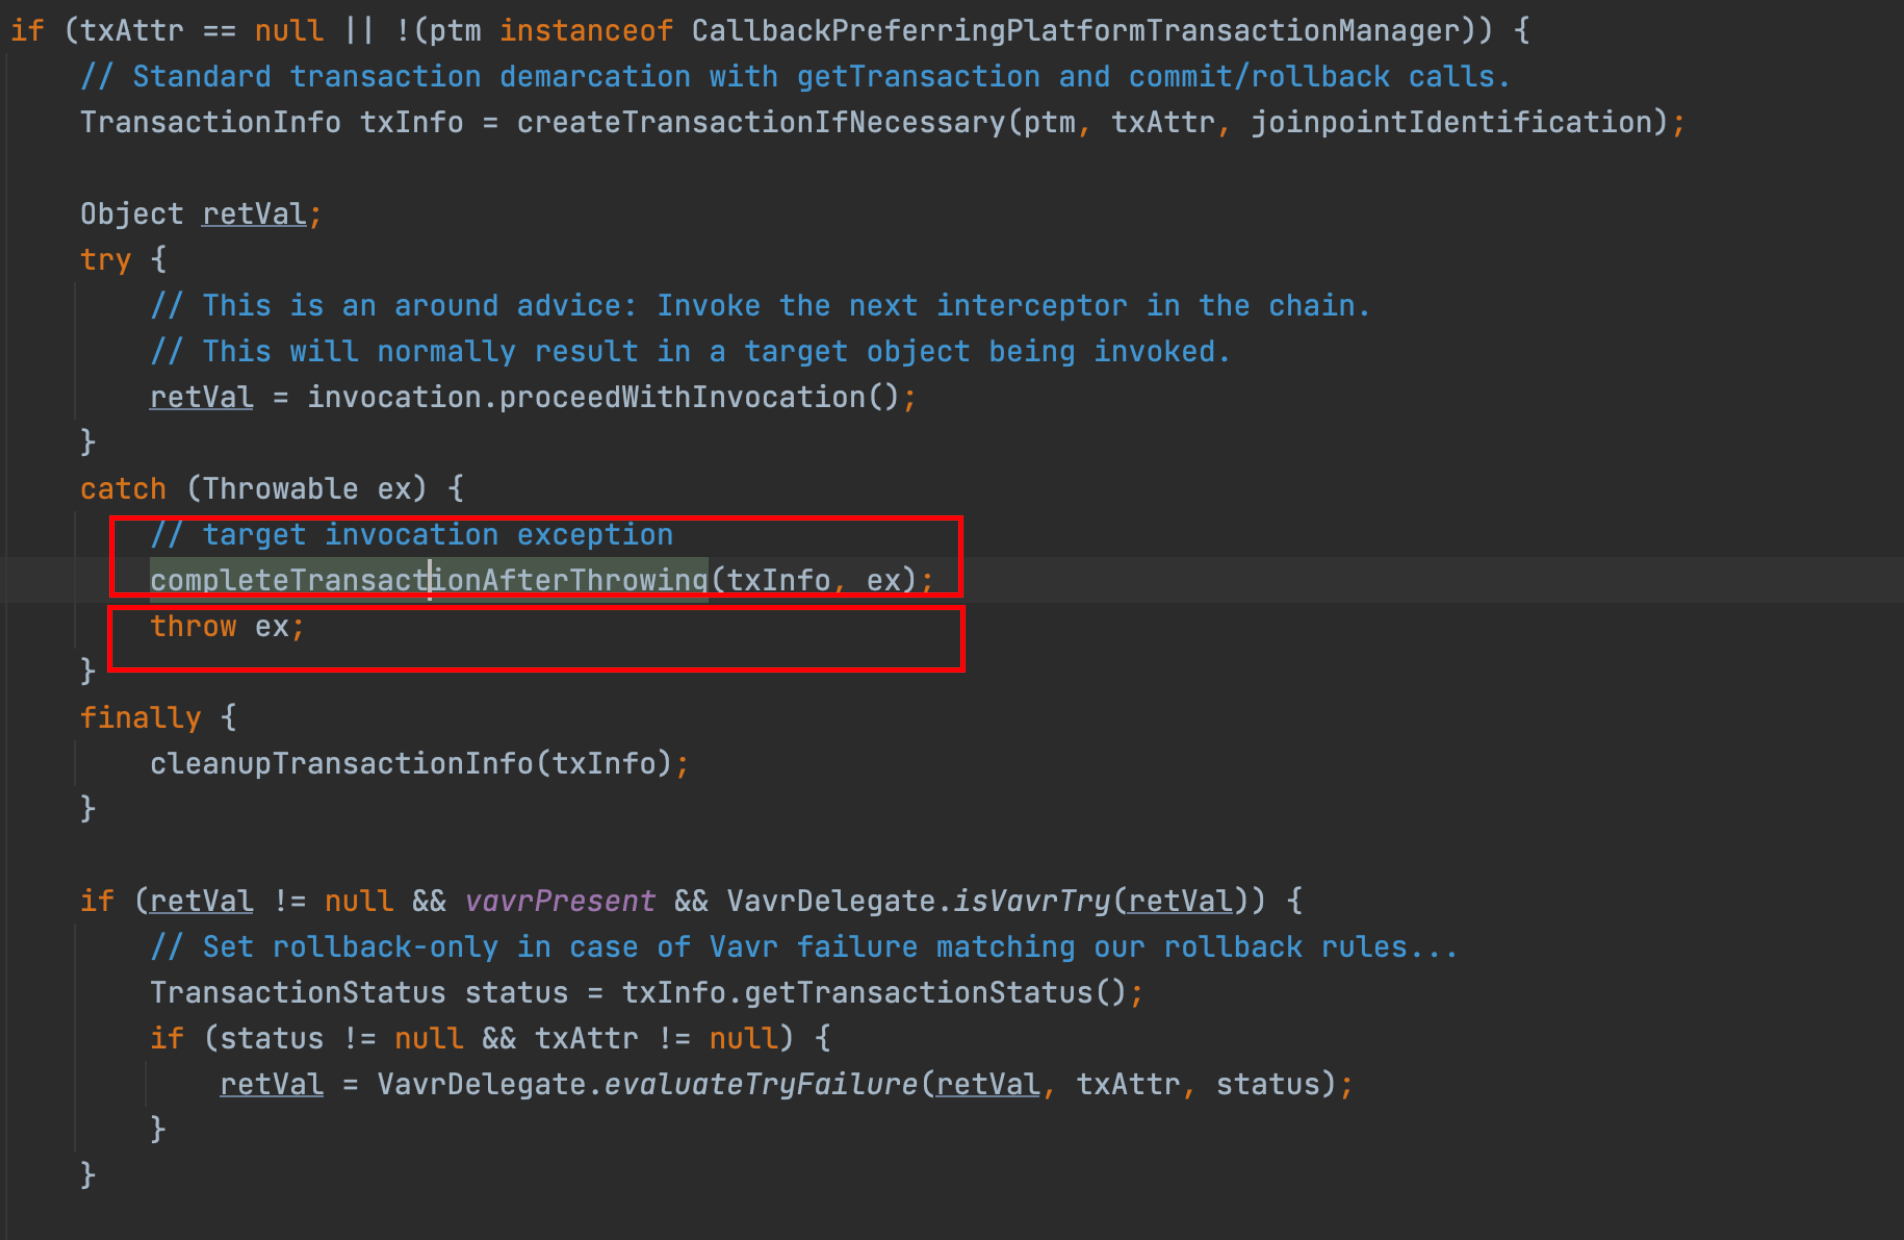 if (txAttr == null || !(ptm instanceof CallbackPreferringPlatformTransactionManager)) {
// Standard transaction demarcation with getTransaction and commit/rollback calls.
TransactionInfo txInfo = createTransactionIfNecessary(ptm, txAttr, joinpointIdentification);
Object retVal;
try {
// This is an around advice: Invoke the next interceptor in the chain.
// This will normally result in a target object being invoked.
retVal = invocation.proceedWithInvocation();
}
catch (Throwable ex) {
// target invocation exception
completeTransactionAfterThrowing(txInfo, ex);
throw ex;
}
finally {
cleanupTransactionInfo(txInfo);
}
if (retVal != null && vavrPresent && VavrDelegate.isVavrTry(retVal)) {
// Set rollback-only in case of Vavr failure matching our rollback rules...
TransactionStatus status = txInfo.getTransactionStatus();
if (status != null && txAttr != null) {
retVal = VavrDelegate.evaluateTryFailure(retVal, txAttr, status);
}
}